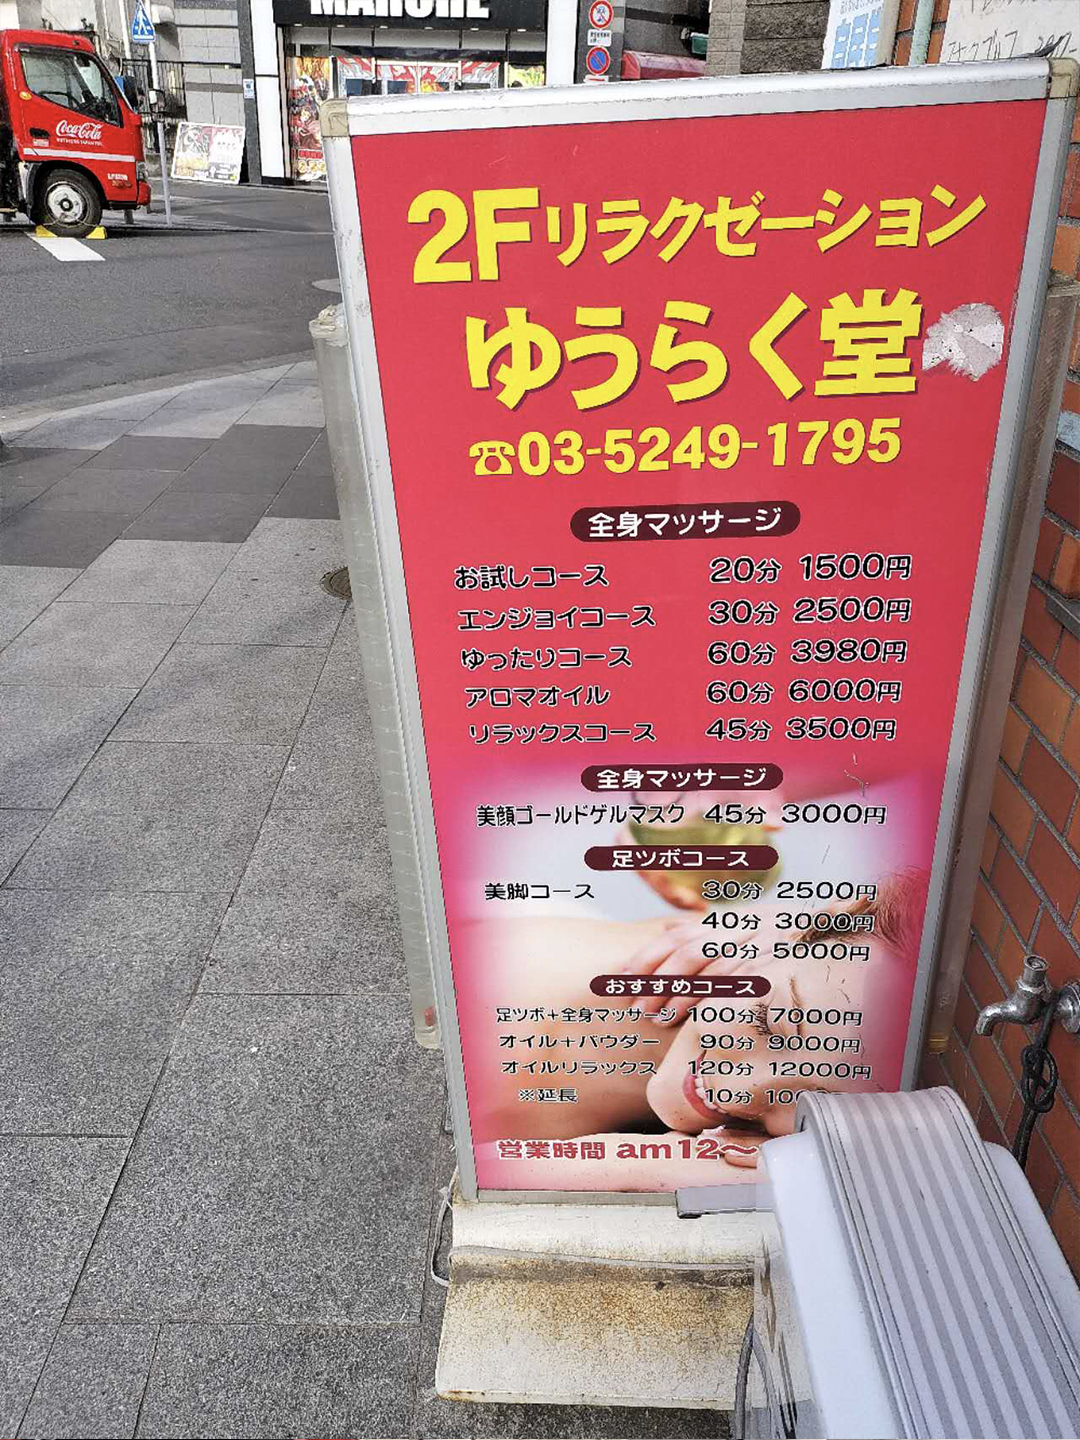 MARCHE
Coca-Cola
2Fリラクゼーション
ゆうらく堂
☎03-5249-1795
全身マッサージ
お試しコース 20分 1500円
エンジョイコース 30分 2500円
ゆったりコース 60分 3980円
アロマオイル 60分 6000円
リラックスコース 45分 3500円
全身マッサージ
美顔ゴールドゲルマスク 45分 3000円
足ツボコース
美脚コース 30分 2500円
40分 3000円
60分 5000円
おすすめコース
足ツボ+全身マッサージ 100分 7000円
オイル+パウダー 90分 9000円
オイルリラックス 120分 12000円
※延長 10分 10
営業時間 am12〜